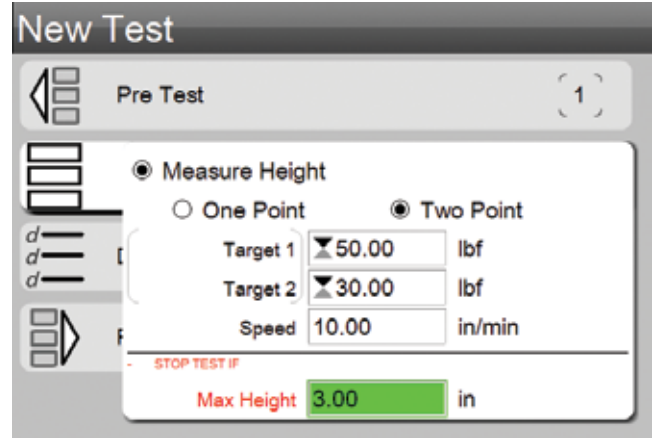 New Test
Pre Test 1
Measure Heigh
One Point Two Point
Target 1 50.00 lbf
Target 2 30.00 lbf
Speed 10.00 in/min
- STOP TEST IF
Max Height 3.00 in
d
d
d